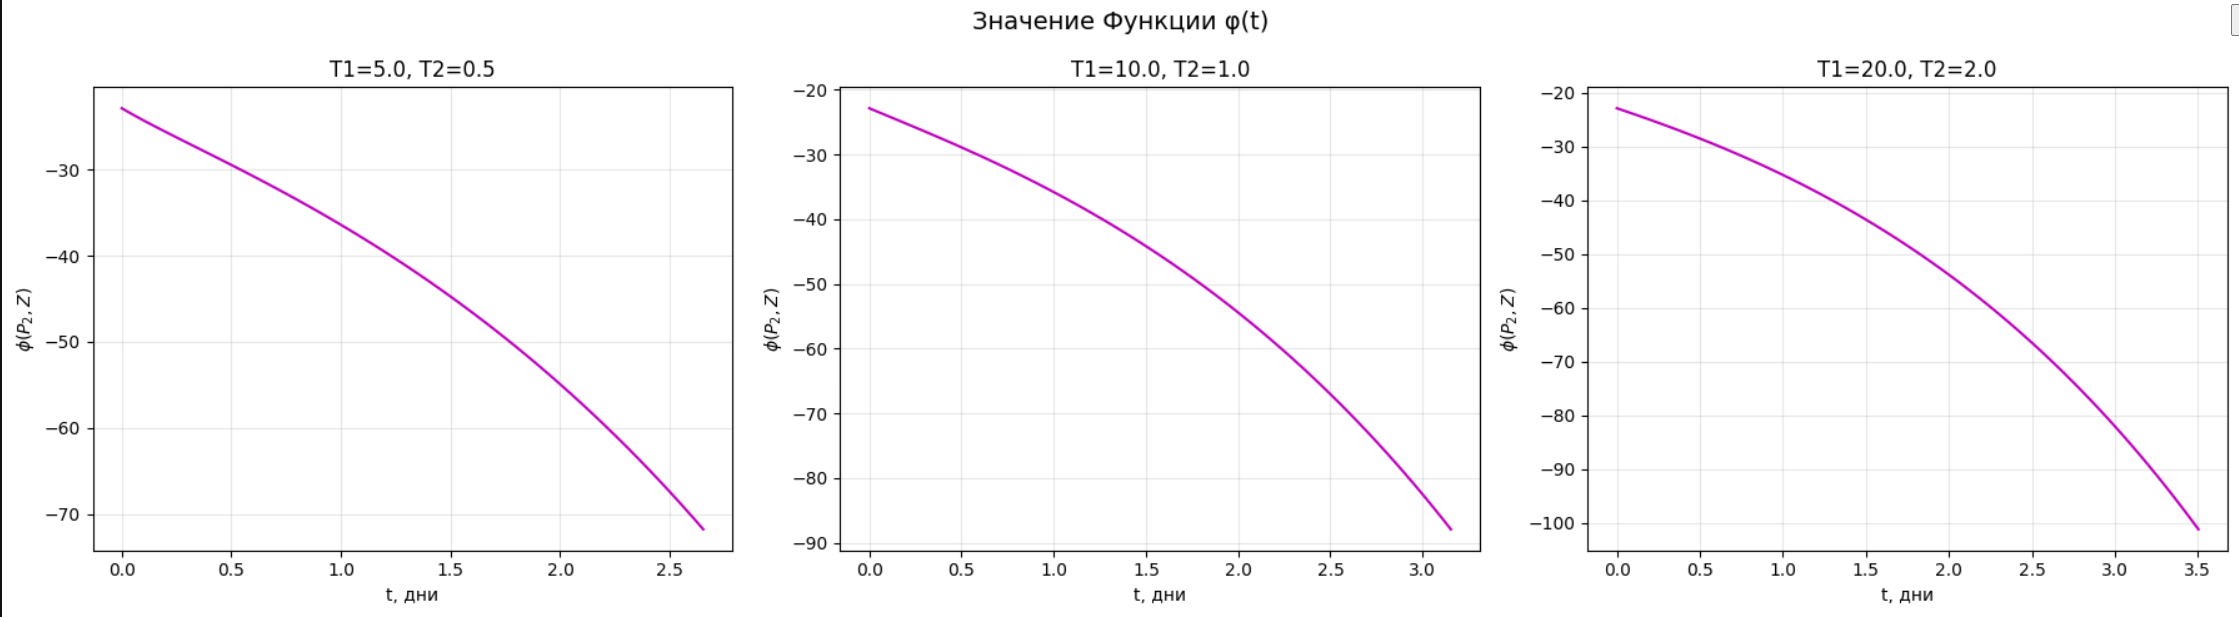 Значение Функции φ(t)
T1=5.0, T2=0.5
−30
−40
−50
−60
−70
ϕ(P₂, Z)
0.0 0.5 1.0 1.5 2.0 2.5
t, дни
T1=10.0, T2=1.0
−20
−30
−40
−50
−60
−70
−80
−90
ϕ(P₂, Z)
0.0 0.5 1.0 1.5 2.0 2.5 3.0
t, дни
T1=20.0, T2=2.0
−20
−30
−40
−50
−60
−70
−80
−90
−100
ϕ(P₂, Z)
0.0 0.5 1.0 1.5 2.0 2.5 3.0 3.5
t, дни